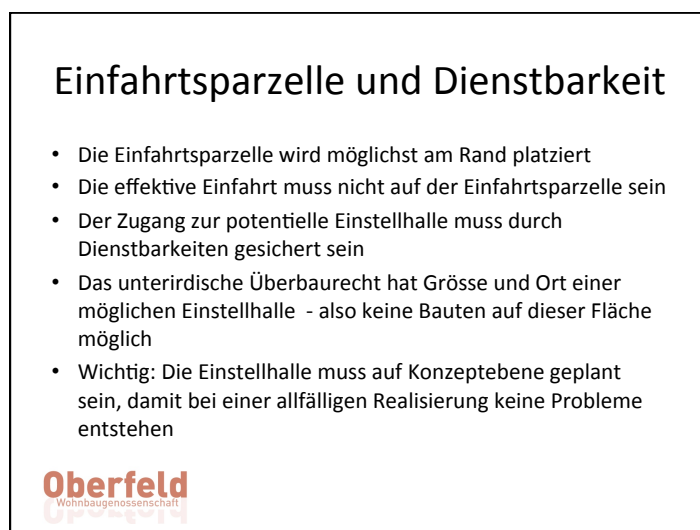 Einfahrtsparzelle und Dienstbarkeit
• Die Einfahrtsparzelle wird möglichst am Rand platziert
• Die effektive Einfahrt muss nicht auf der Einfahrtsparzelle sein
• Der Zugang zur potentielle Einstellhalle muss durch
Dienstbarkeiten gesichert sein
• Das unterirdische Überbaurecht hat Grösse und Ort einer
möglichen Einstellhalle  - also keine Bauten auf dieser Fläche
möglich
• Wichtig: Die Einstellhalle muss auf Konzeptebene geplant
sein, damit bei einer allfälligen Realisierung keine Probleme
entstehen
Oberfeld
Wohnbaugenossenschaft